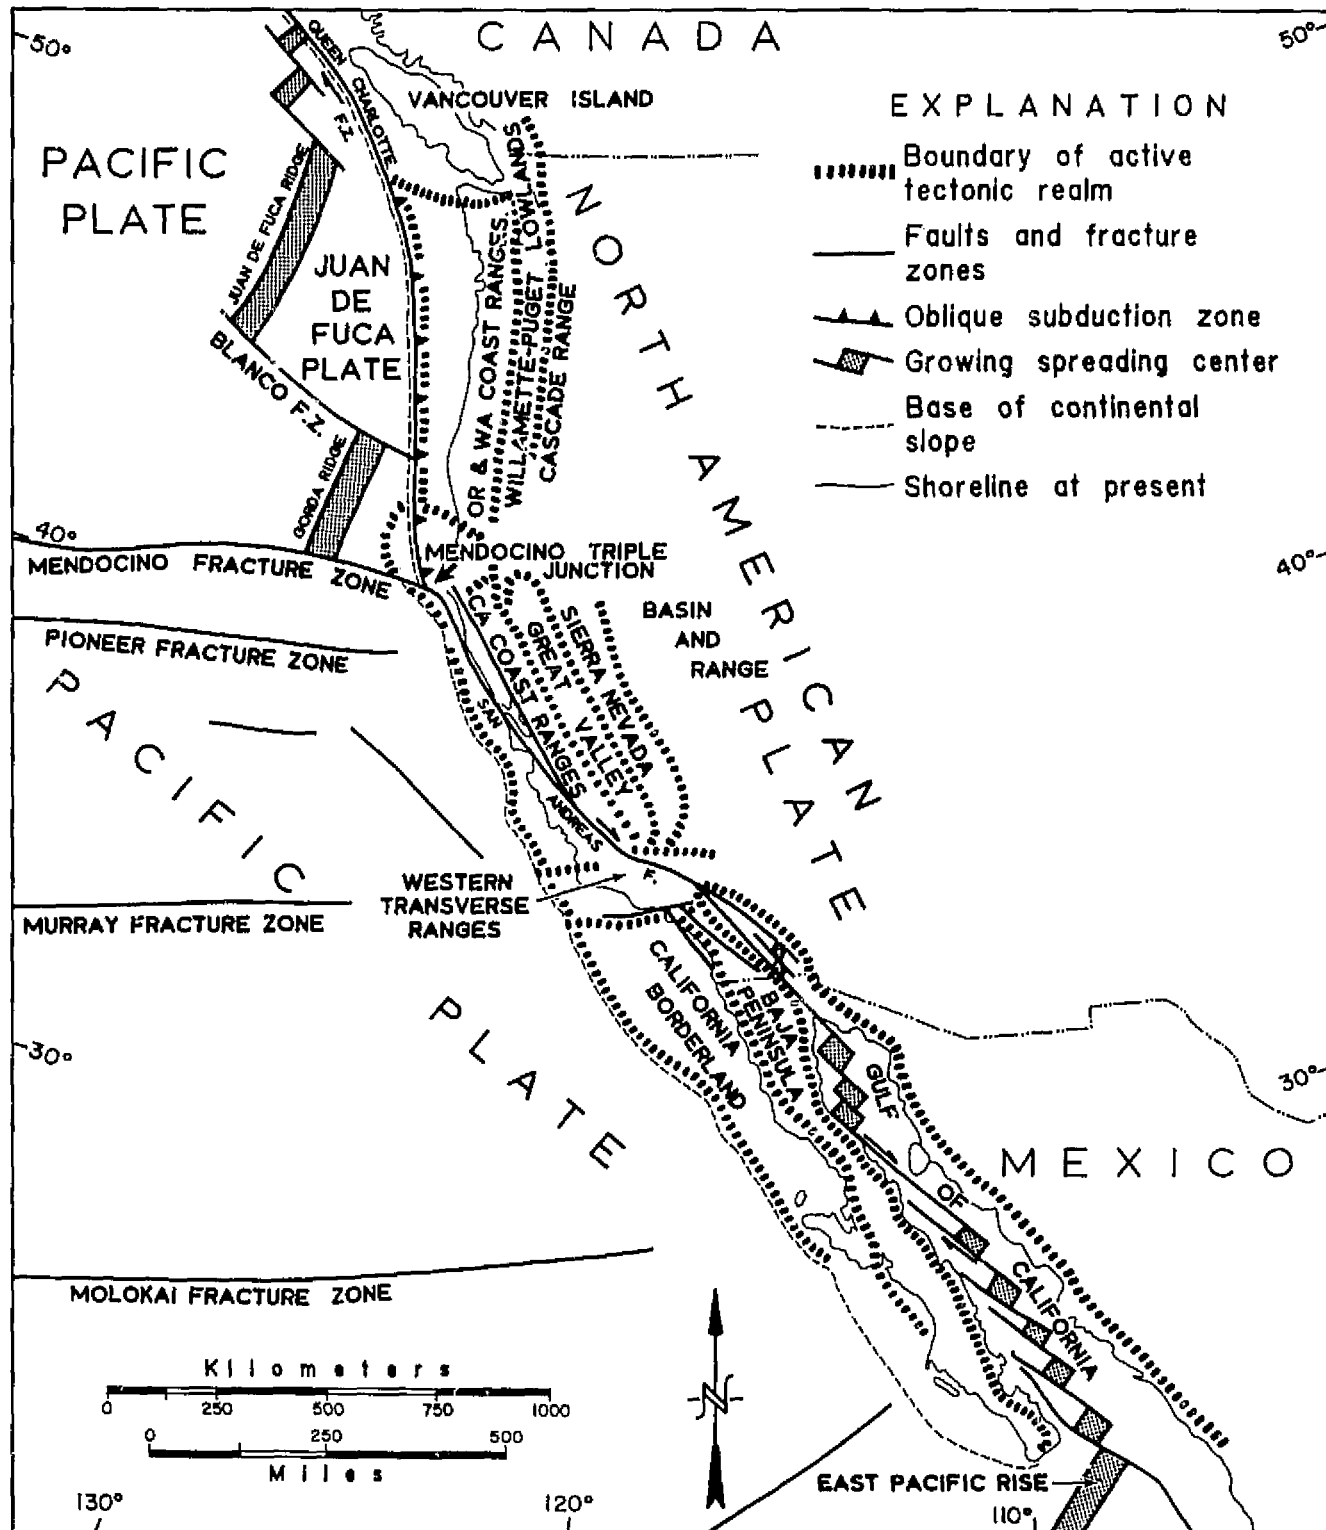 CANADA
50°
50°
QUEEN CHARLOTTE
F.Z.
VANCOUVER ISLAND
EXPLANATION
Boundary of active
tectonic realm
Faults and fracture
zones
Oblique subduction zone
Growing spreading center
Base of continental
slope
Shoreline at present
PACIFIC
PLATE
JUAN DE FUCA RIDGE
JUAN
DE
FUCA
PLATE
BLANCO F.Z.
GORDA RIDGE
OR & WA COAST RANGES
WILLAMETTE-PUGET LOWLANDS
CASCADE RANGE
NORTH AMERICAN
PLATE
40°
40°
MENDOCINO FRACTURE ZONE
MENDOCINO TRIPLE
JUNCTION
PIONEER FRACTURE ZONE
BASIN
AND
RANGE
CA COAST RANGES
GREAT VALLEY
SIERRA NEVADA
SAN ANDREAS F.
PACIFIC PLATE
WESTERN
TRANSVERSE
RANGES
MURRAY FRACTURE ZONE
CALIFORNIA
BORDERLAND
BAJA
PENINSULA
30°
30°
GULF OF CALIFORNIA
MEXICO
MOLOKAI FRACTURE ZONE
Kilometers
0 250 500 750 1000
0 250 500
Miles
N
EAST PACIFIC RISE
130°
120°
110°